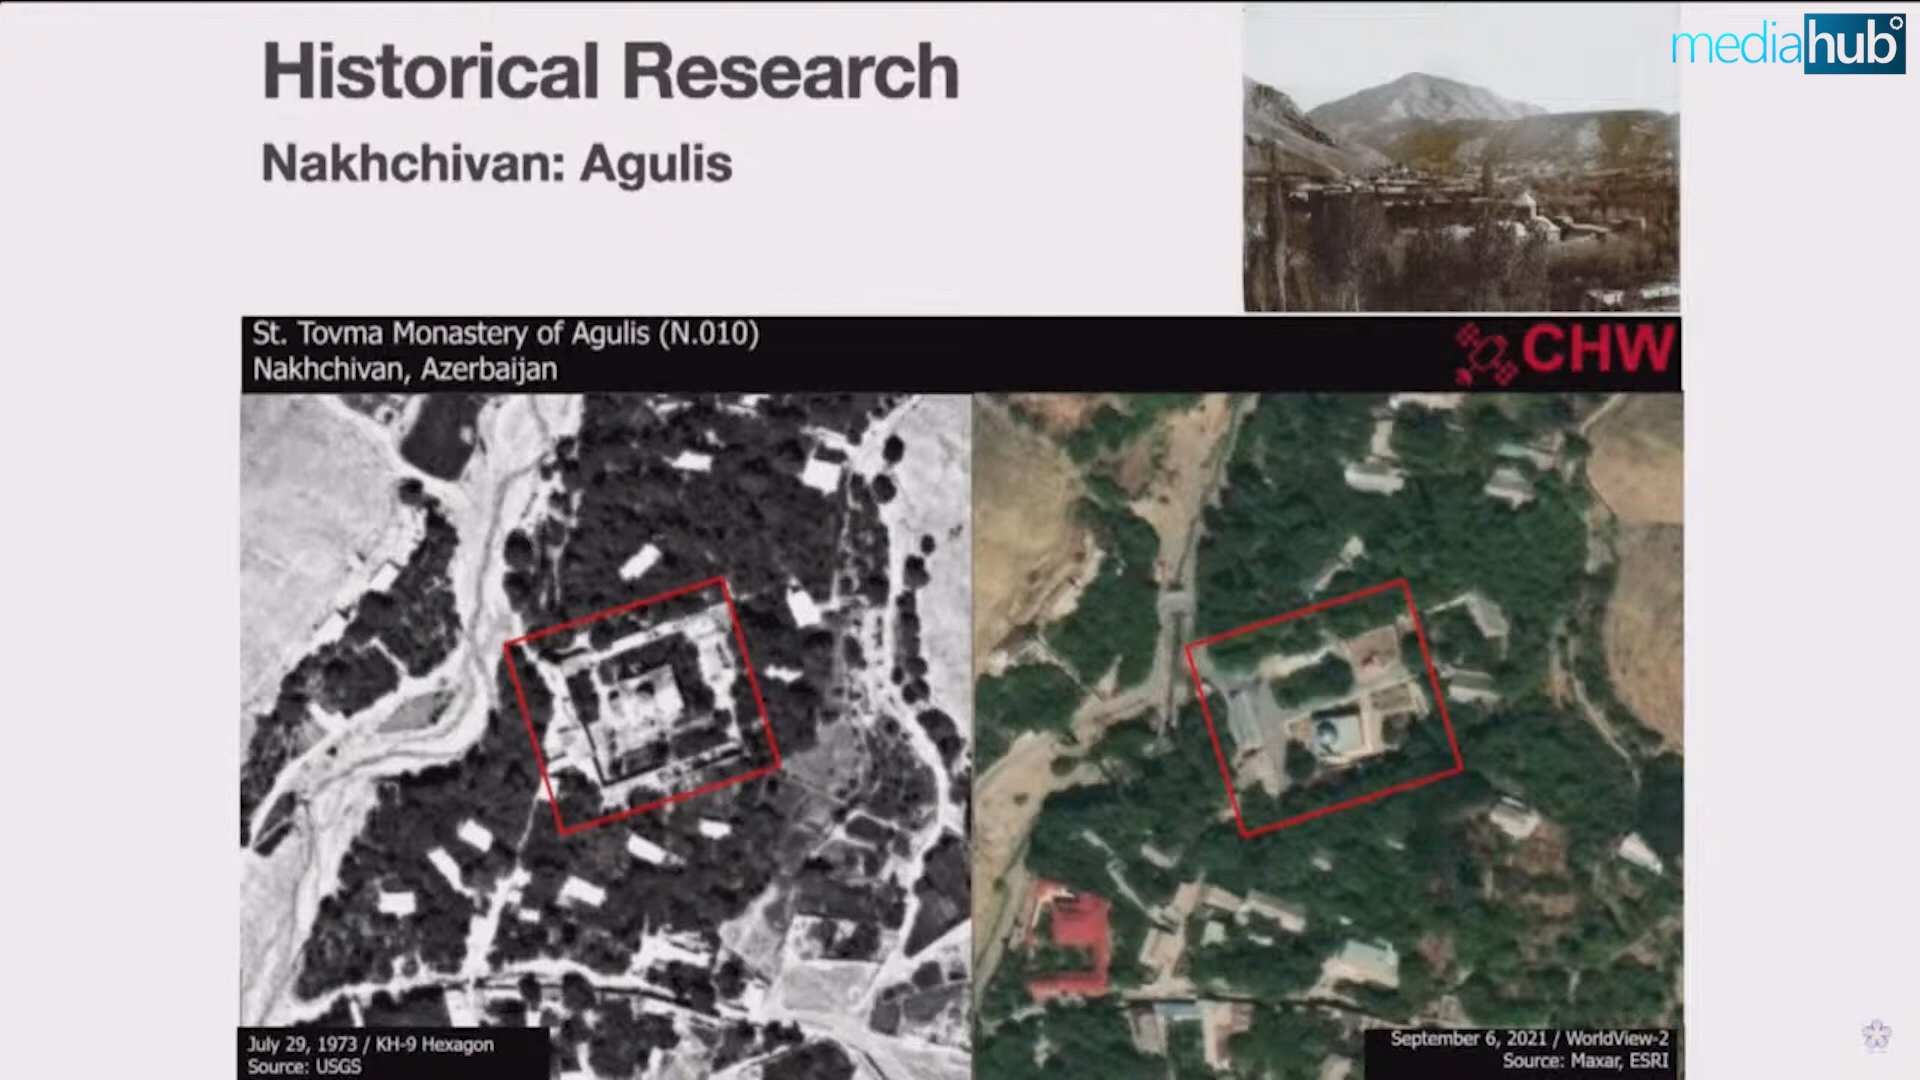 mediahub
Historical Research
Nakhchivan: Agulis
St. Tovma Monastery of Agulis (N.010)
Nakhchivan, Azerbaijan
CHW
July 29, 1973 / KH-9 Hexagon
Source: USGS
September 6, 2021 / WorldView-2
Source: Maxar, ESRI